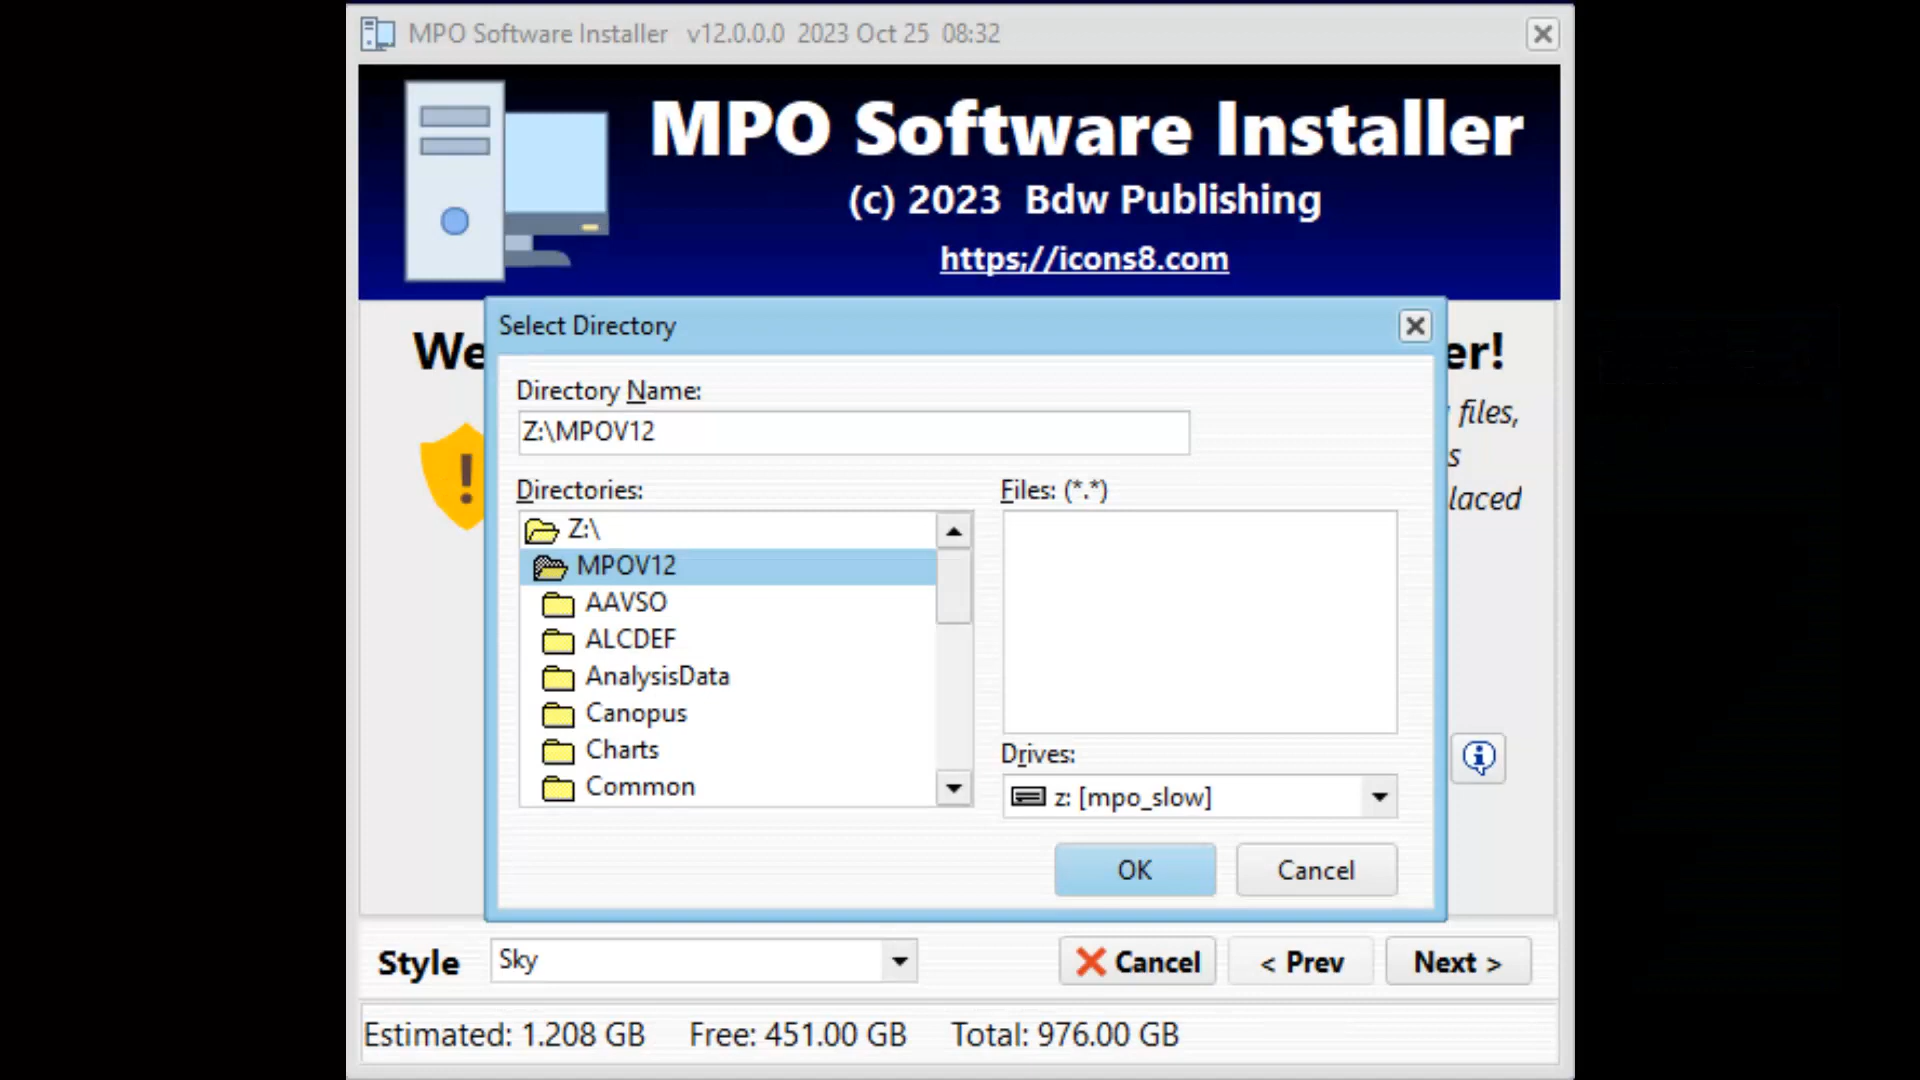 MPO Software Installer v12.0.0.0 2023 Oct 25 08:32
MPO Software Installer
(c) 2023 Bdw Publishing
https;//icons8.com
Select Directory
We
er!
Directory Name:
files,
Z:\MPOV12
s
Directories:
Files: (*.*)
laced
Z:\
MPOV12
AAVSO
ALCDEF
AnalysisData
Canopus
Charts
Common
Drives:
z: [mpo_slow]
OK
Cancel
Style
Sky
Cancel
< Prev
Next >
Estimated: 1.208 GB Free: 451.00 GB Total: 976.00 GB